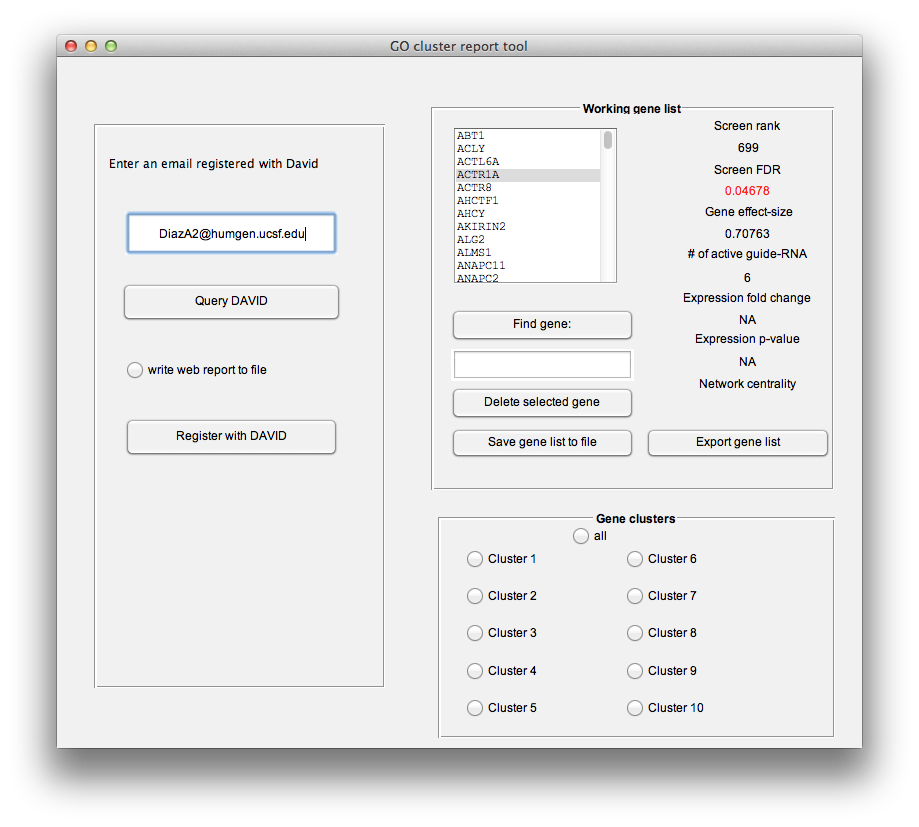 GO cluster report tool
Enter an email registered with David
DiazA2@humgen.ucsf.edu
Query DAVID
write web report to file
Register with DAVID
Working gene list
ABT1
ACLY
ACTL6A
ACTR1A
ACTR8
AHCTF1
AHCY
AKIRIN2
ALG2
ALMS1
ANAPC11
ANAPC2
Find gene:
Delete selected gene
Save gene list to file
Screen rank
699
Screen FDR
0.04678
Gene effect-size
0.70763
# of active guide-RNA
6
Expression fold change
NA
Expression p-value
NA
Network centrality
Export gene list
Gene clusters
all
Cluster 1
Cluster 2
Cluster 3
Cluster 4
Cluster 5
Cluster 6
Cluster 7
Cluster 8
Cluster 9
Cluster 10